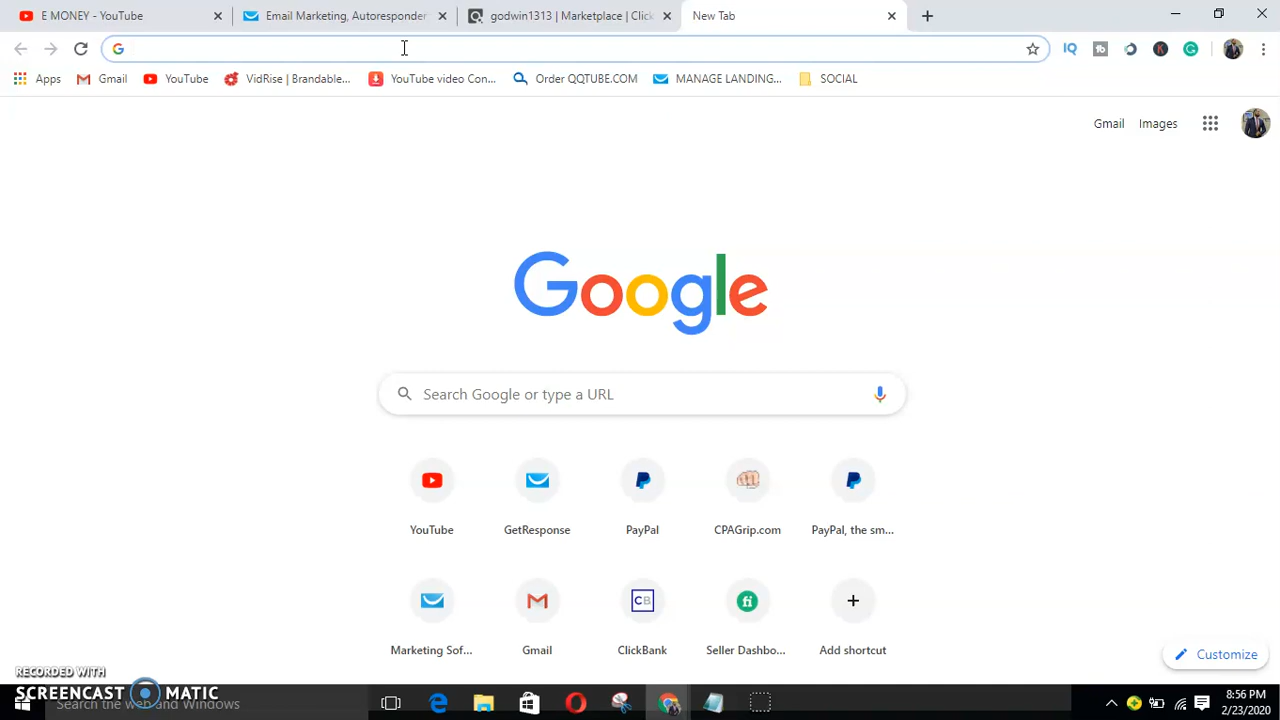 E MONEY - YouTube
Email Marketing, Autoresponder
godwin1313 | Marketplace | Click
New Tab
Apps
Gmail
YouTube
VidRise | Brandable...
YouTube video Con...
Order QQTUBE.COM
MANAGE LANDING...
SOCIAL
Gmail
Images
Google
Search Google or type a URL
YouTube
GetResponse
PayPal
CPAGrip.com
PayPal, the sm...
CB
fi
Marketing Sof...
Gmail
ClickBank
Seller Dashbo...
Add shortcut
Customize
RECORDED WITH
SCREENCAST MATIC
Search the web and Windows
8:56 PM
2/23/2020